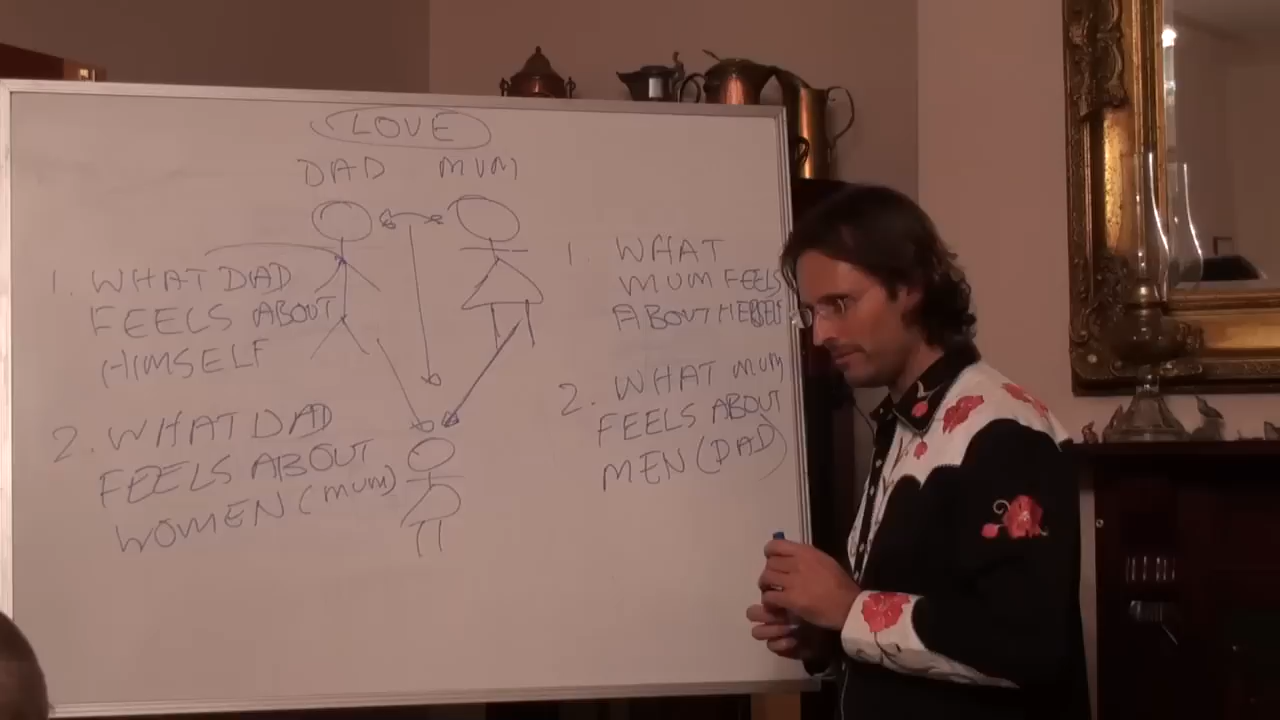 LOVE
DAD MUM
1. WHAT DAD
FEELS ABOUT
HIMSELF
2. WHAT DAD
FEELS ABOUT
WOMEN (MUM)
1. WHAT
MUM FEELS
ABOUT HERSELF
2. WHAT MUM
FEELS ABOUT
MEN (DAD)